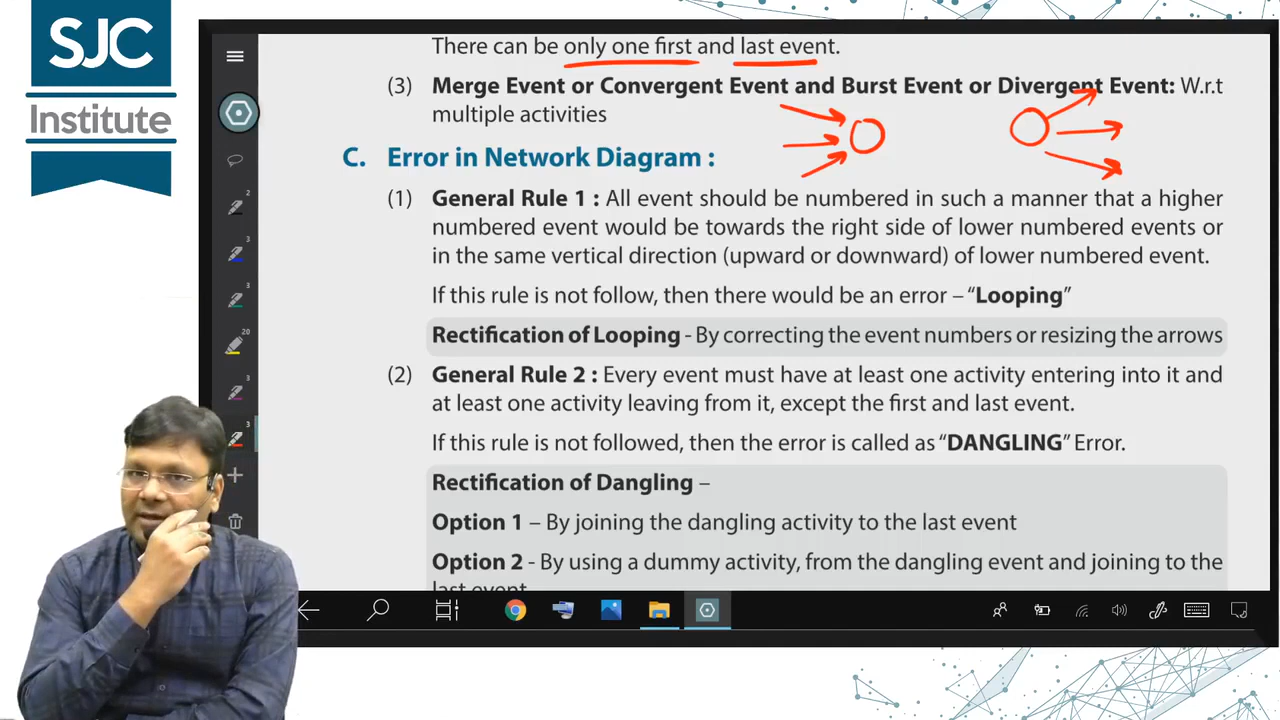 SJC
Institute
There can be only one first and last event.
(3) Merge Event or Convergent Event and Burst Event or Divergent Event: W.r.t
multiple activities
C. Error in Network Diagram :
(1) General Rule 1 : All event should be numbered in such a manner that a higher
numbered event would be towards the right side of lower numbered events or
in the same vertical direction (upward or downward) of lower numbered event.
If this rule is not follow, then there would be an error – “Looping”
Rectification of Looping - By correcting the event numbers or resizing the arrows
(2) General Rule 2 : Every event must have at least one activity entering into it and
at least one activity leaving from it, except the first and last event.
If this rule is not followed, then the error is called as “DANGLING” Error.
Rectification of Dangling –
Option 1 – By joining the dangling activity to the last event
Option 2 - By using a dummy activity, from the dangling event and joining to the
last event
2
3
3
20
3
3